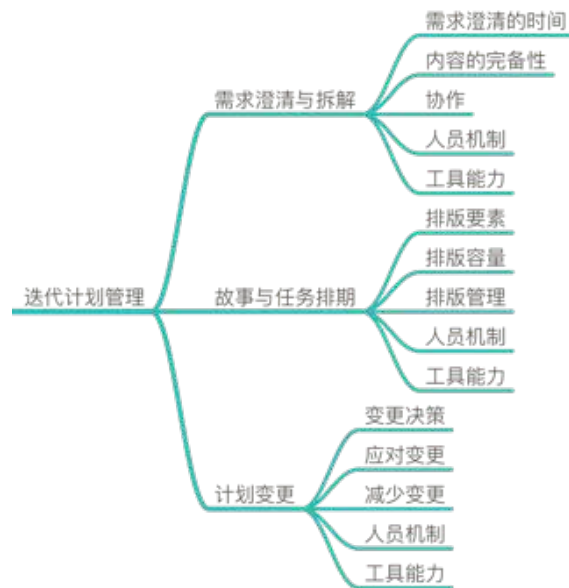 需求澄清的时间
内容的完备性
需求澄清与拆解
协作
人员机制
工具能力
排版要素
排版容量
迭代计划管理
故事与任务排期
排版管理
人员机制
工具能力
变更决策
应对变更
计划变更
减少变更
人员机制
工具能力